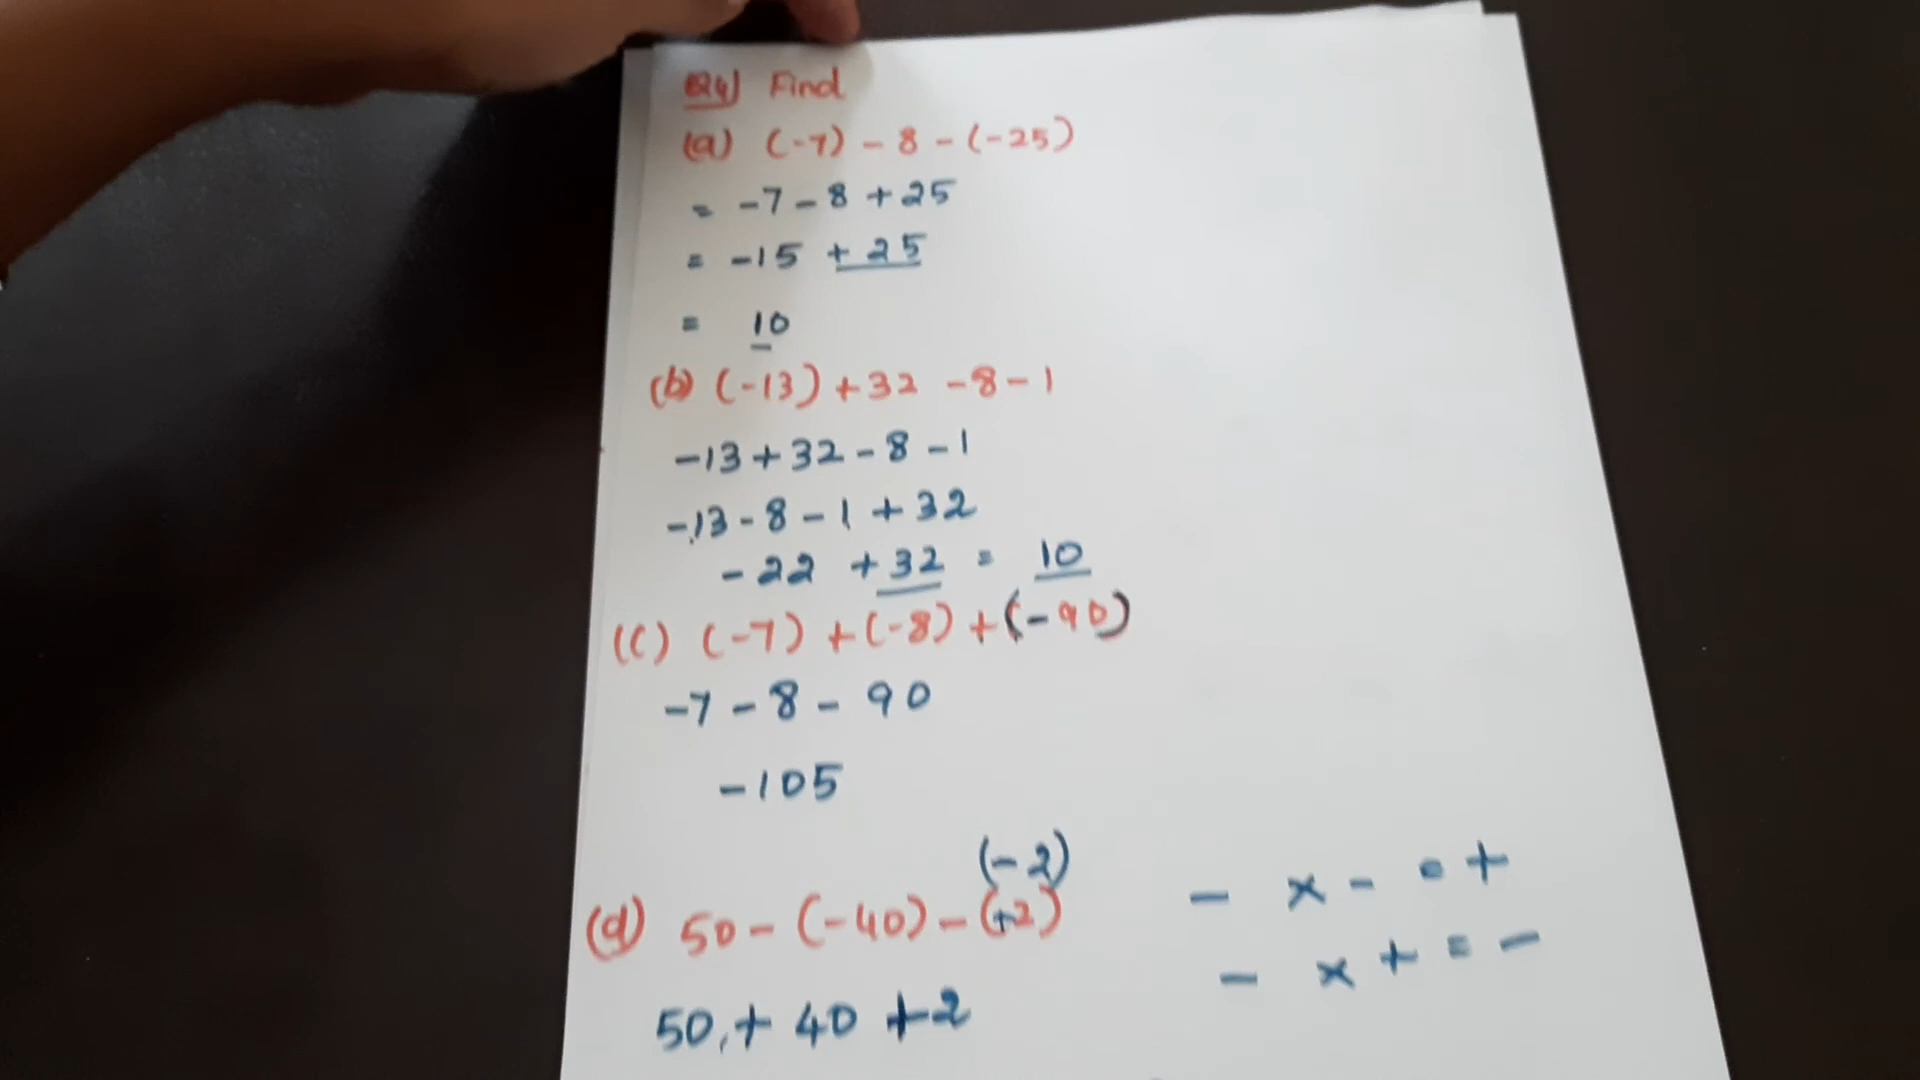 Q4) Find
(a) (-7) - 8 - (-25)
= -7 - 8 + 25
= -15 + 25
= 10
(b) (-13) + 32 - 8 - 1
-13 + 32 - 8 - 1
-13 - 8 - 1 + 32
-22 + 32 = 10
(c) (-7) + (-8) + (-90)
-7 - 8 - 90
-105
(-2)
(d) 50 - (-40) - (+2)
50 + 40 + 2
- x - = +
- x + = -